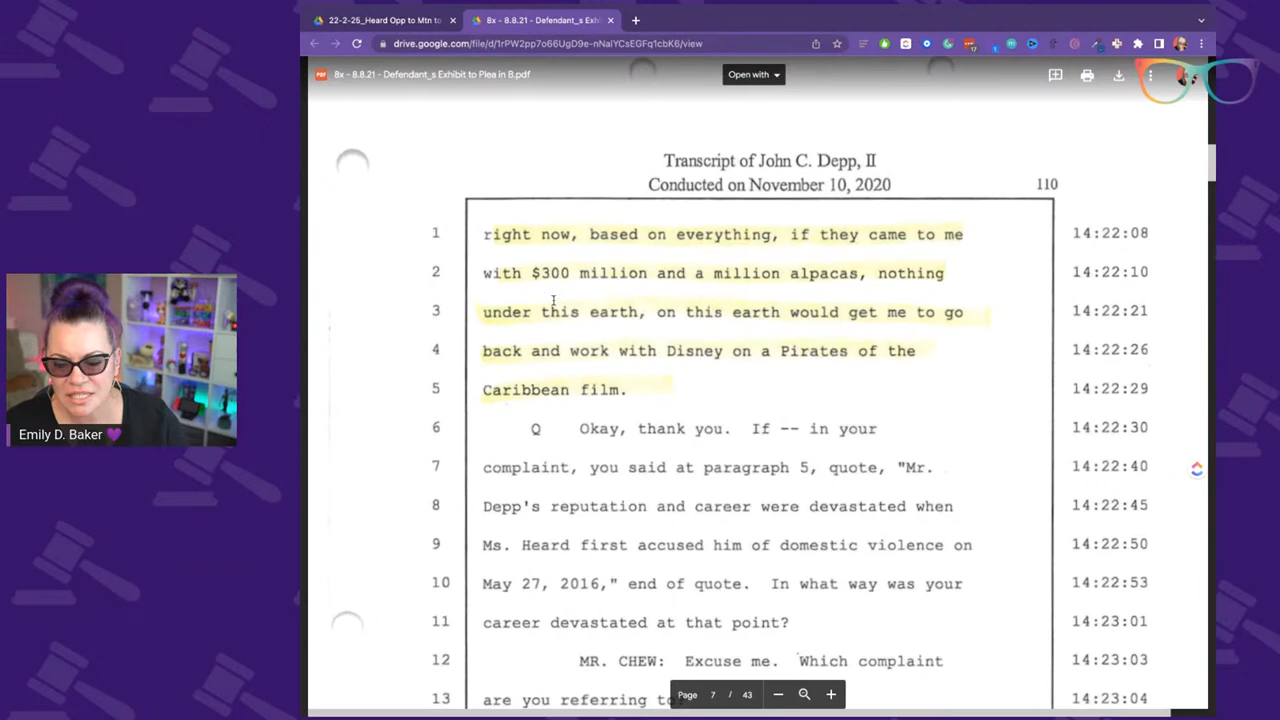 22-2-25_Heard Opp to Mtn to
8x - 8.8.21 - Defendant_s Exhi
drive.google.com/file/d/1rPW2pp7o66UgD9e-nNalYCsEGFq1cbK6/view
PDF 8x - 8.8.21 - Defendant_s Exhibit to Plea in B.pdf
Open with
Transcript of John C. Depp, II
Conducted on November 10, 2020 110
1 right now, based on everything, if they came to me 14:22:08
2 with $300 million and a million alpacas, nothing 14:22:10
3 under this earth, on this earth would get me to go 14:22:21
4 back and work with Disney on a Pirates of the 14:22:26
5 Caribbean film. 14:22:29
6 Q Okay, thank you. If -- in your 14:22:30
7 complaint, you said at paragraph 5, quote, "Mr. 14:22:40
8 Depp's reputation and career were devastated when 14:22:45
9 Ms. Heard first accused him of domestic violence on 14:22:50
10 May 27, 2016," end of quote. In what way was your 14:22:53
11 career devastated at that point? 14:23:01
12 MR. CHEW: Excuse me. Which complaint 14:23:03
13 are you referring to 14:23:04
Page 7 / 43
Emily D. Baker